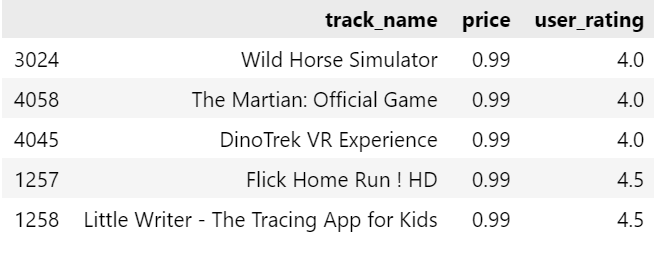 track_name price user_rating
3024 Wild Horse Simulator 0.99 4.0
4058 The Martian: Official Game 0.99 4.0
4045 DinoTrek VR Experience 0.99 4.0
1257 Flick Home Run ! HD 0.99 4.5
1258 Little Writer - The Tracing App for Kids 0.99 4.5